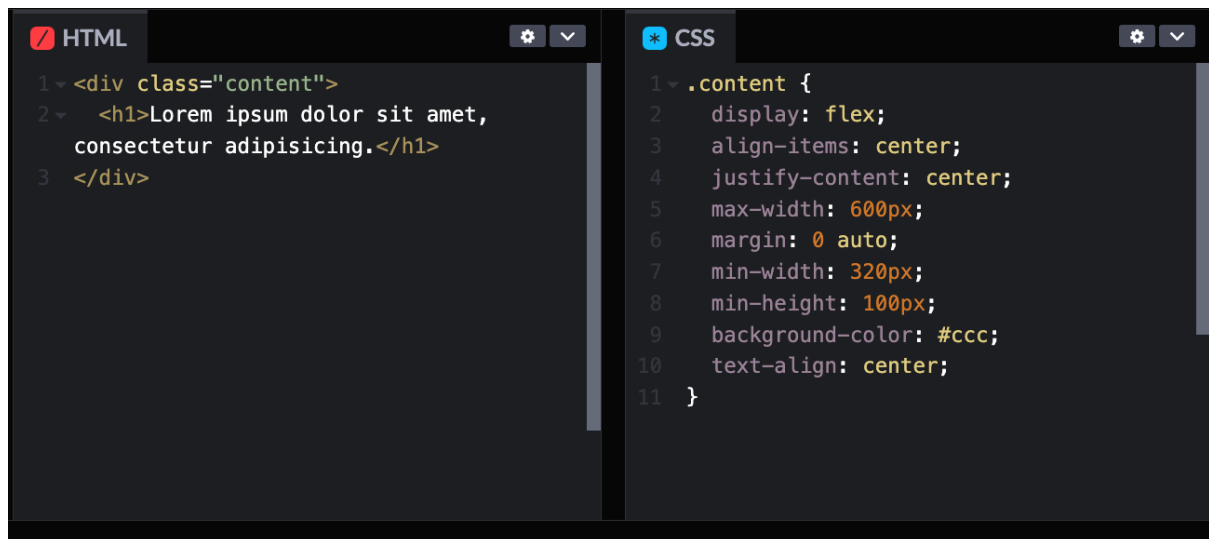 HTML
1 <div class="content">
2 <h1>Lorem ipsum dolor sit amet,
consectetur adipisicing.</h1>
3 </div>
CSS
1 .content {
2 display: flex;
3 align-items: center;
4 justify-content: center;
5 max-width: 600px;
6 margin: 0 auto;
7 min-width: 320px;
8 min-height: 100px;
9 background-color: #ccc;
10 text-align: center;
11 }